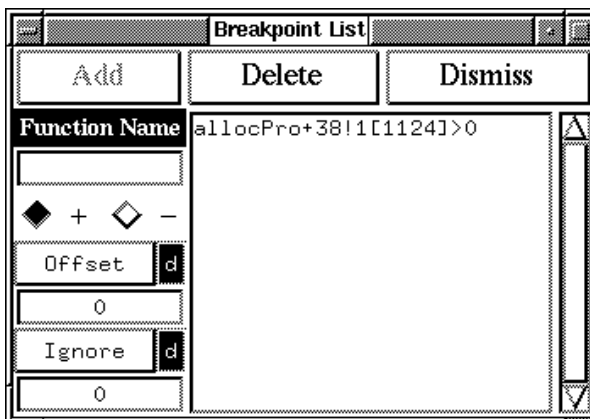 Breakpoint List
Add Delete Dismiss
Function Name
allocPro+38!1[1124]>0
+ -
Offset d
0
Ignore d
0